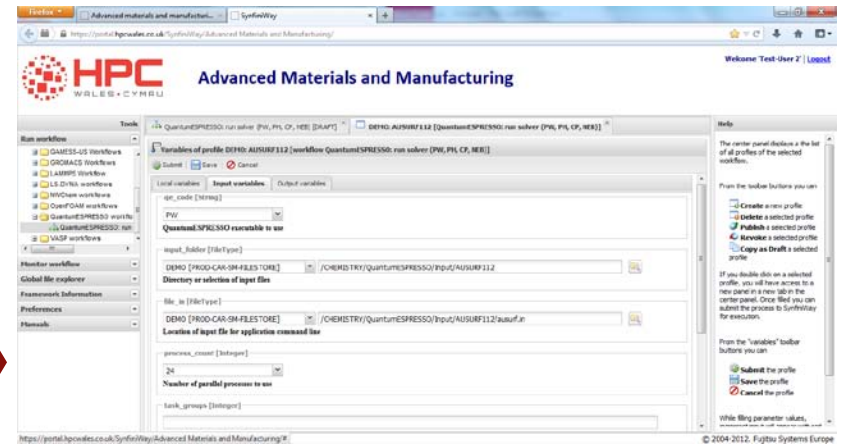 Firefox
Advanced materials and manufacturi...
SynfiniWay
https://portal.hpcwales.co.uk/SynfiniWay/Advanced Materials and Manufacturing/
HPC
WALES•CYMRU
Advanced Materials and Manufacturing
Welcome 'Test-User 2' | Logout
Tools
Run workflow
GAMESS-US Workflows
GROMACS Workflows
LAMMPS Workflow
LS-DYNA workflows
NWChem workflows
OpenFOAM workflows
QuantumESPRESSO workflo
QuantumESPRESSO: run
VASP workflows
Monitor workflow
Global file explorer
Framework Information
Preferences
Manuals
QuantumESPRESSO: run solver (PW, PH, CP, NEB) [DRAFT]
DEMO: AUSURF112 [QuantumESPRESSO: run solver (PW, PH, CP, NEB)]
Variables of profile DEMO: AUSURF112 [workflow QuantumESPRESSO: run solver (PW, PH, CP, NEB)]
Submit Save Cancel
Local variables Input variables Output variables
qe_code [String]
PW
QuantumESPRESSO executable to use
input_folder [FileType]
DEMO [PROD-CAR-SM-FILESTORE] /CHEMISTRY/QuantumESPRESSO/Input/AUSURF112
Directory or selection of input files
file_in [FileType]
DEMO [PROD-CAR-SM-FILESTORE] /CHEMISTRY/QuantumESPRESSO/Input/AUSURF112/ausurf.in
Location of input file for application command line
process_count [Integer]
24
Number of parallel processes to use
task_groups [Integer]
Help
The center panel displays a the list
of all profiles of the selected
workflow.
From the toolbar buttons you can
Create a new profile
Delete a selected profile
Publish a selected profile
Revoke a selected profile
Copy as Draft a selected
profile
If you double click on a selected
profile, you will have access to a
new panel in a new tab in the
center panel. Once filled you can
submit the process to SynfiniWay
for execution.
From the "variables" toolbar
buttons you can
Submit the profile
Save the profile
Cancel the profile
While filling parameter values,
https://portal.hpcwales.co.uk/SynfiniWay/Advanced Materials and Manufacturing/#
© 2004-2012. Fujitsu Systems Europe